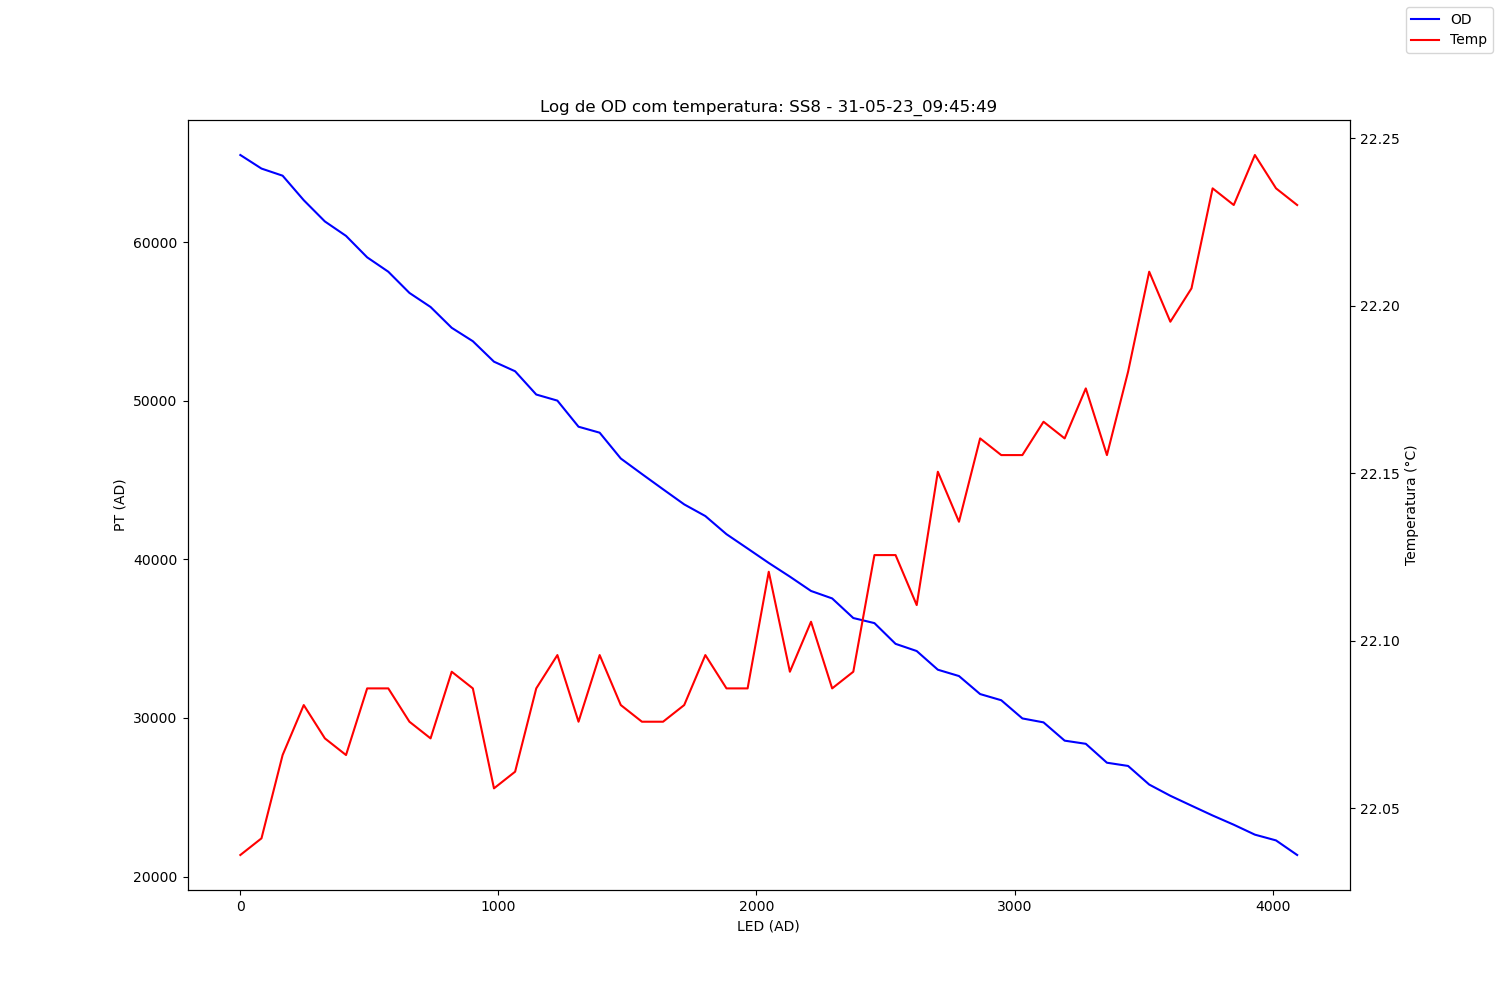 OD
Temp
Log de OD com temperatura: SS8 - 31-05-23_09:45:49
PT (AD)
60000
50000
40000
30000
20000
22.25
22.20
22.15
22.10
22.05
Temperatura (°C)
0 1000 2000 3000 4000
LED (AD)